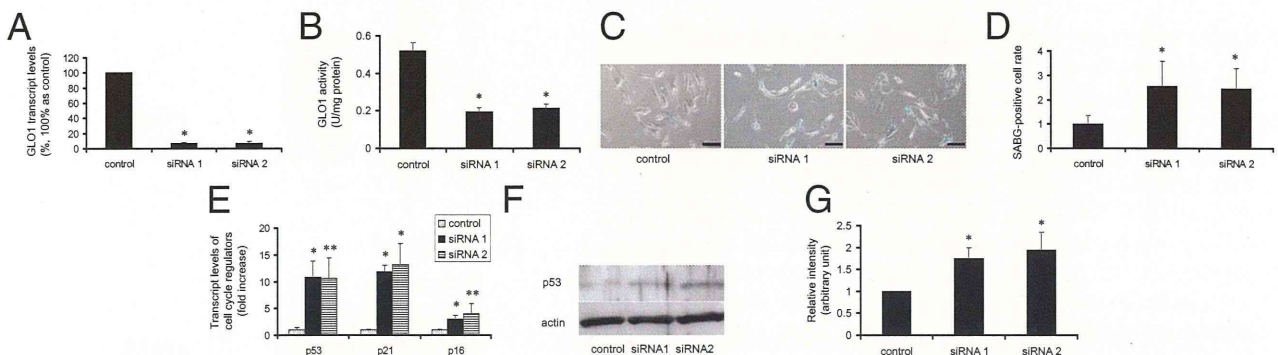 A
GLO1 transcript levels
(%, 100% as control)
120
100
80
60
40
20
0
*
*
control
siRNA 1
siRNA 2
B
GLO1 activity
(U/mg protein)
0.6
0.4
0.2
0
*
*
control
siRNA 1
siRNA 2
C
control
siRNA 1
siRNA 2
D
SABG-positive cell rate
4
3
2
1
0
*
*
control
siRNA 1
siRNA 2
E
Transcript levels of
cell cycle regulators
(fold increase)
20
15
10
5
0
control
siRNA 1
siRNA 2
*
**
*
*
*
**
p53
p21
p16
F
p53
actin
control siRNA1 siRNA2
G
Relative intensity
(arbitrary unit)
2.5
2
1.5
1
0.5
0
*
*
control
siRNA 1
siRNA 2